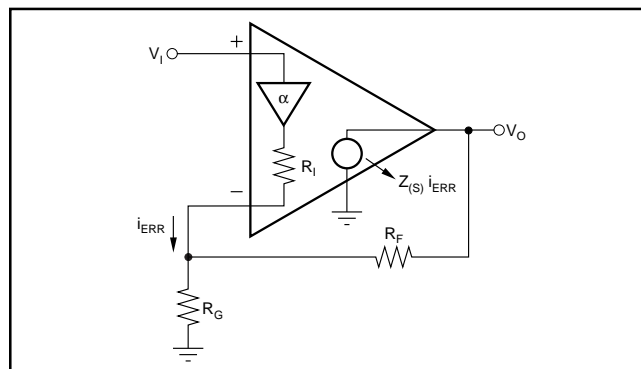 +
V_I
α
V_O
R_I
Z_(S) i_ERR
−
i_ERR
R_F
R_G